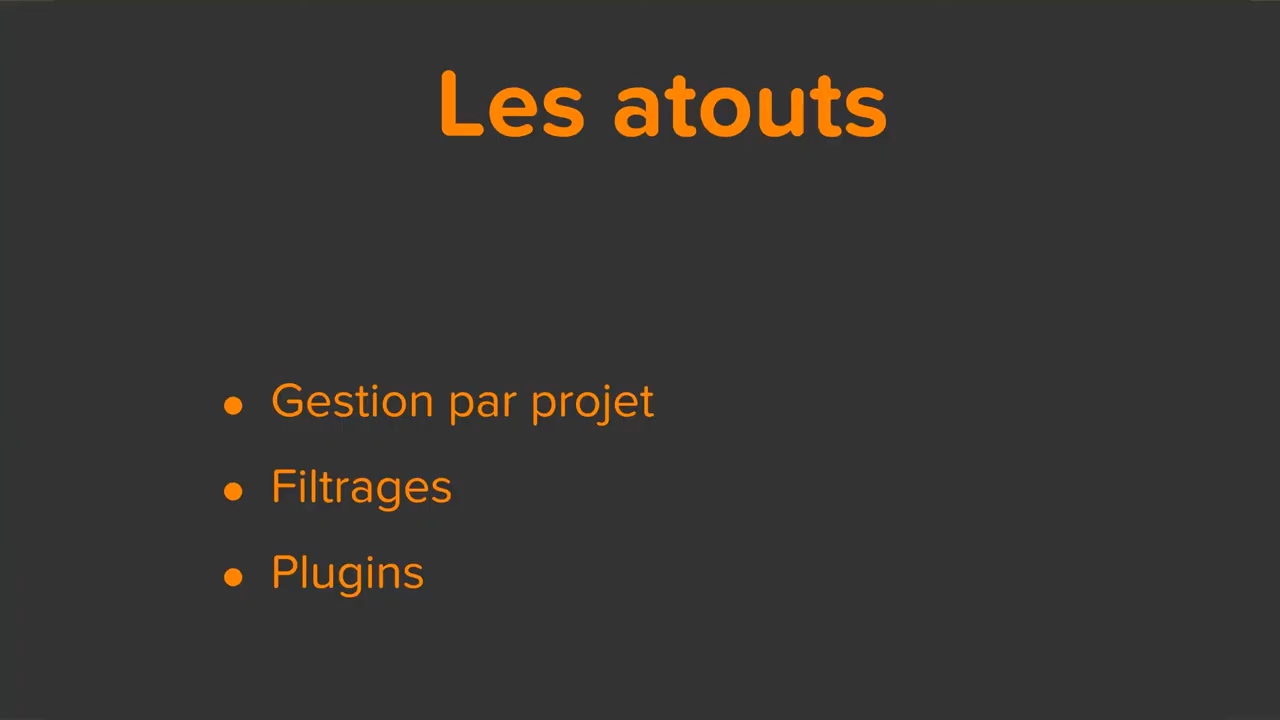 Les atouts
• Gestion par projet
• Filtrages
• Plugins